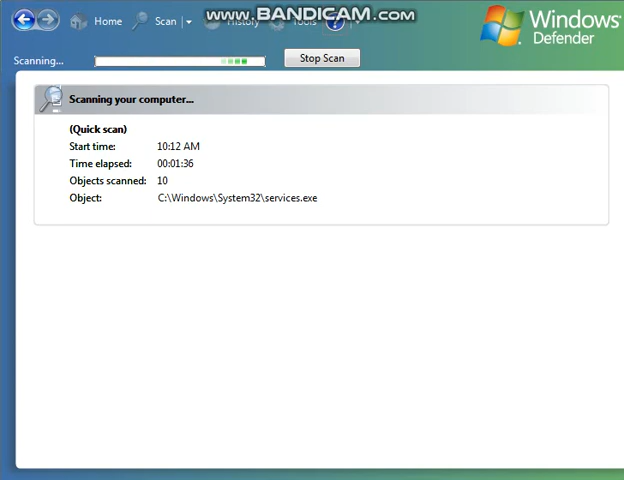 www.BANDICAM.com
Home Scan History Tools
Windows
Defender
Scanning...
Stop Scan
Scanning your computer...
(Quick scan)
Start time: 10:12 AM
Time elapsed: 00:01:36
Objects scanned: 10
Object: C:\Windows\System32\services.exe